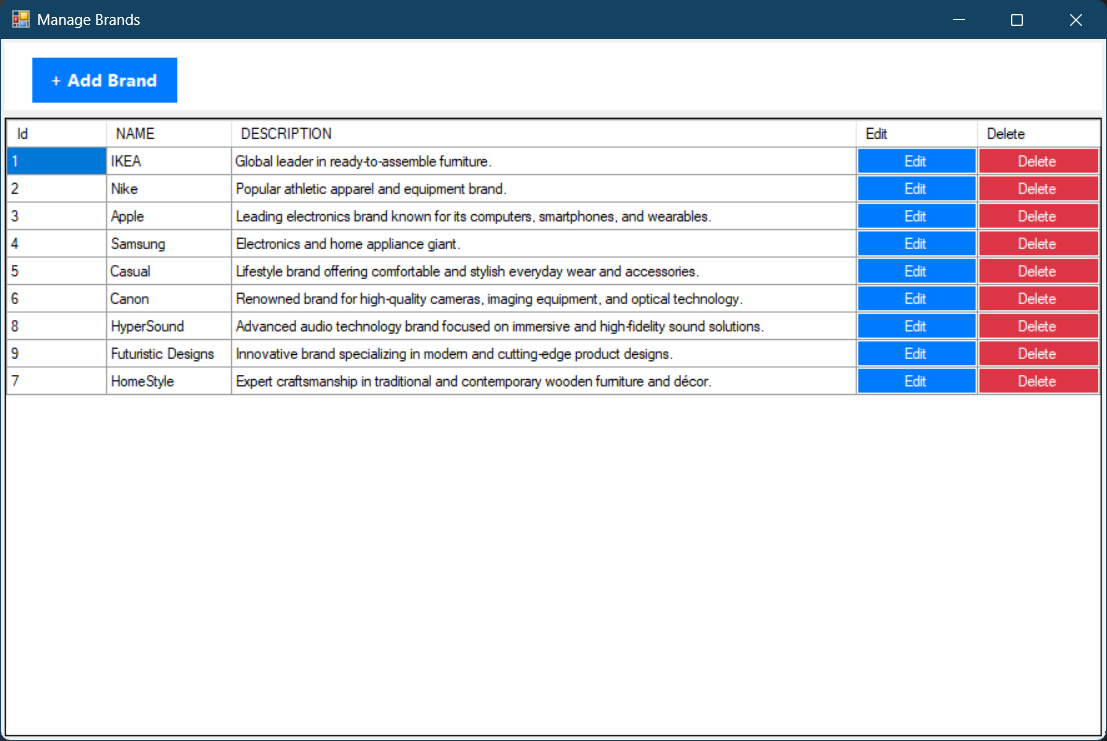 Manage Brands
+ Add Brand
Id NAME DESCRIPTION Edit Delete
1 IKEA Global leader in ready-to-assemble furniture. Edit Delete
2 Nike Popular athletic apparel and equipment brand. Edit Delete
3 Apple Leading electronics brand known for its computers, smartphones, and wearables. Edit Delete
4 Samsung Electronics and home appliance giant. Edit Delete
5 Casual Lifestyle brand offering comfortable and stylish everyday wear and accessories. Edit Delete
6 Canon Renowned brand for high-quality cameras, imaging equipment, and optical technology. Edit Delete
8 HyperSound Advanced audio technology brand focused on immersive and high-fidelity sound solutions. Edit Delete
9 Futuristic Designs Innovative brand specializing in modern and cutting-edge product designs. Edit Delete
7 HomeStyle Expert craftsmanship in traditional and contemporary wooden furniture and décor. Edit Delete